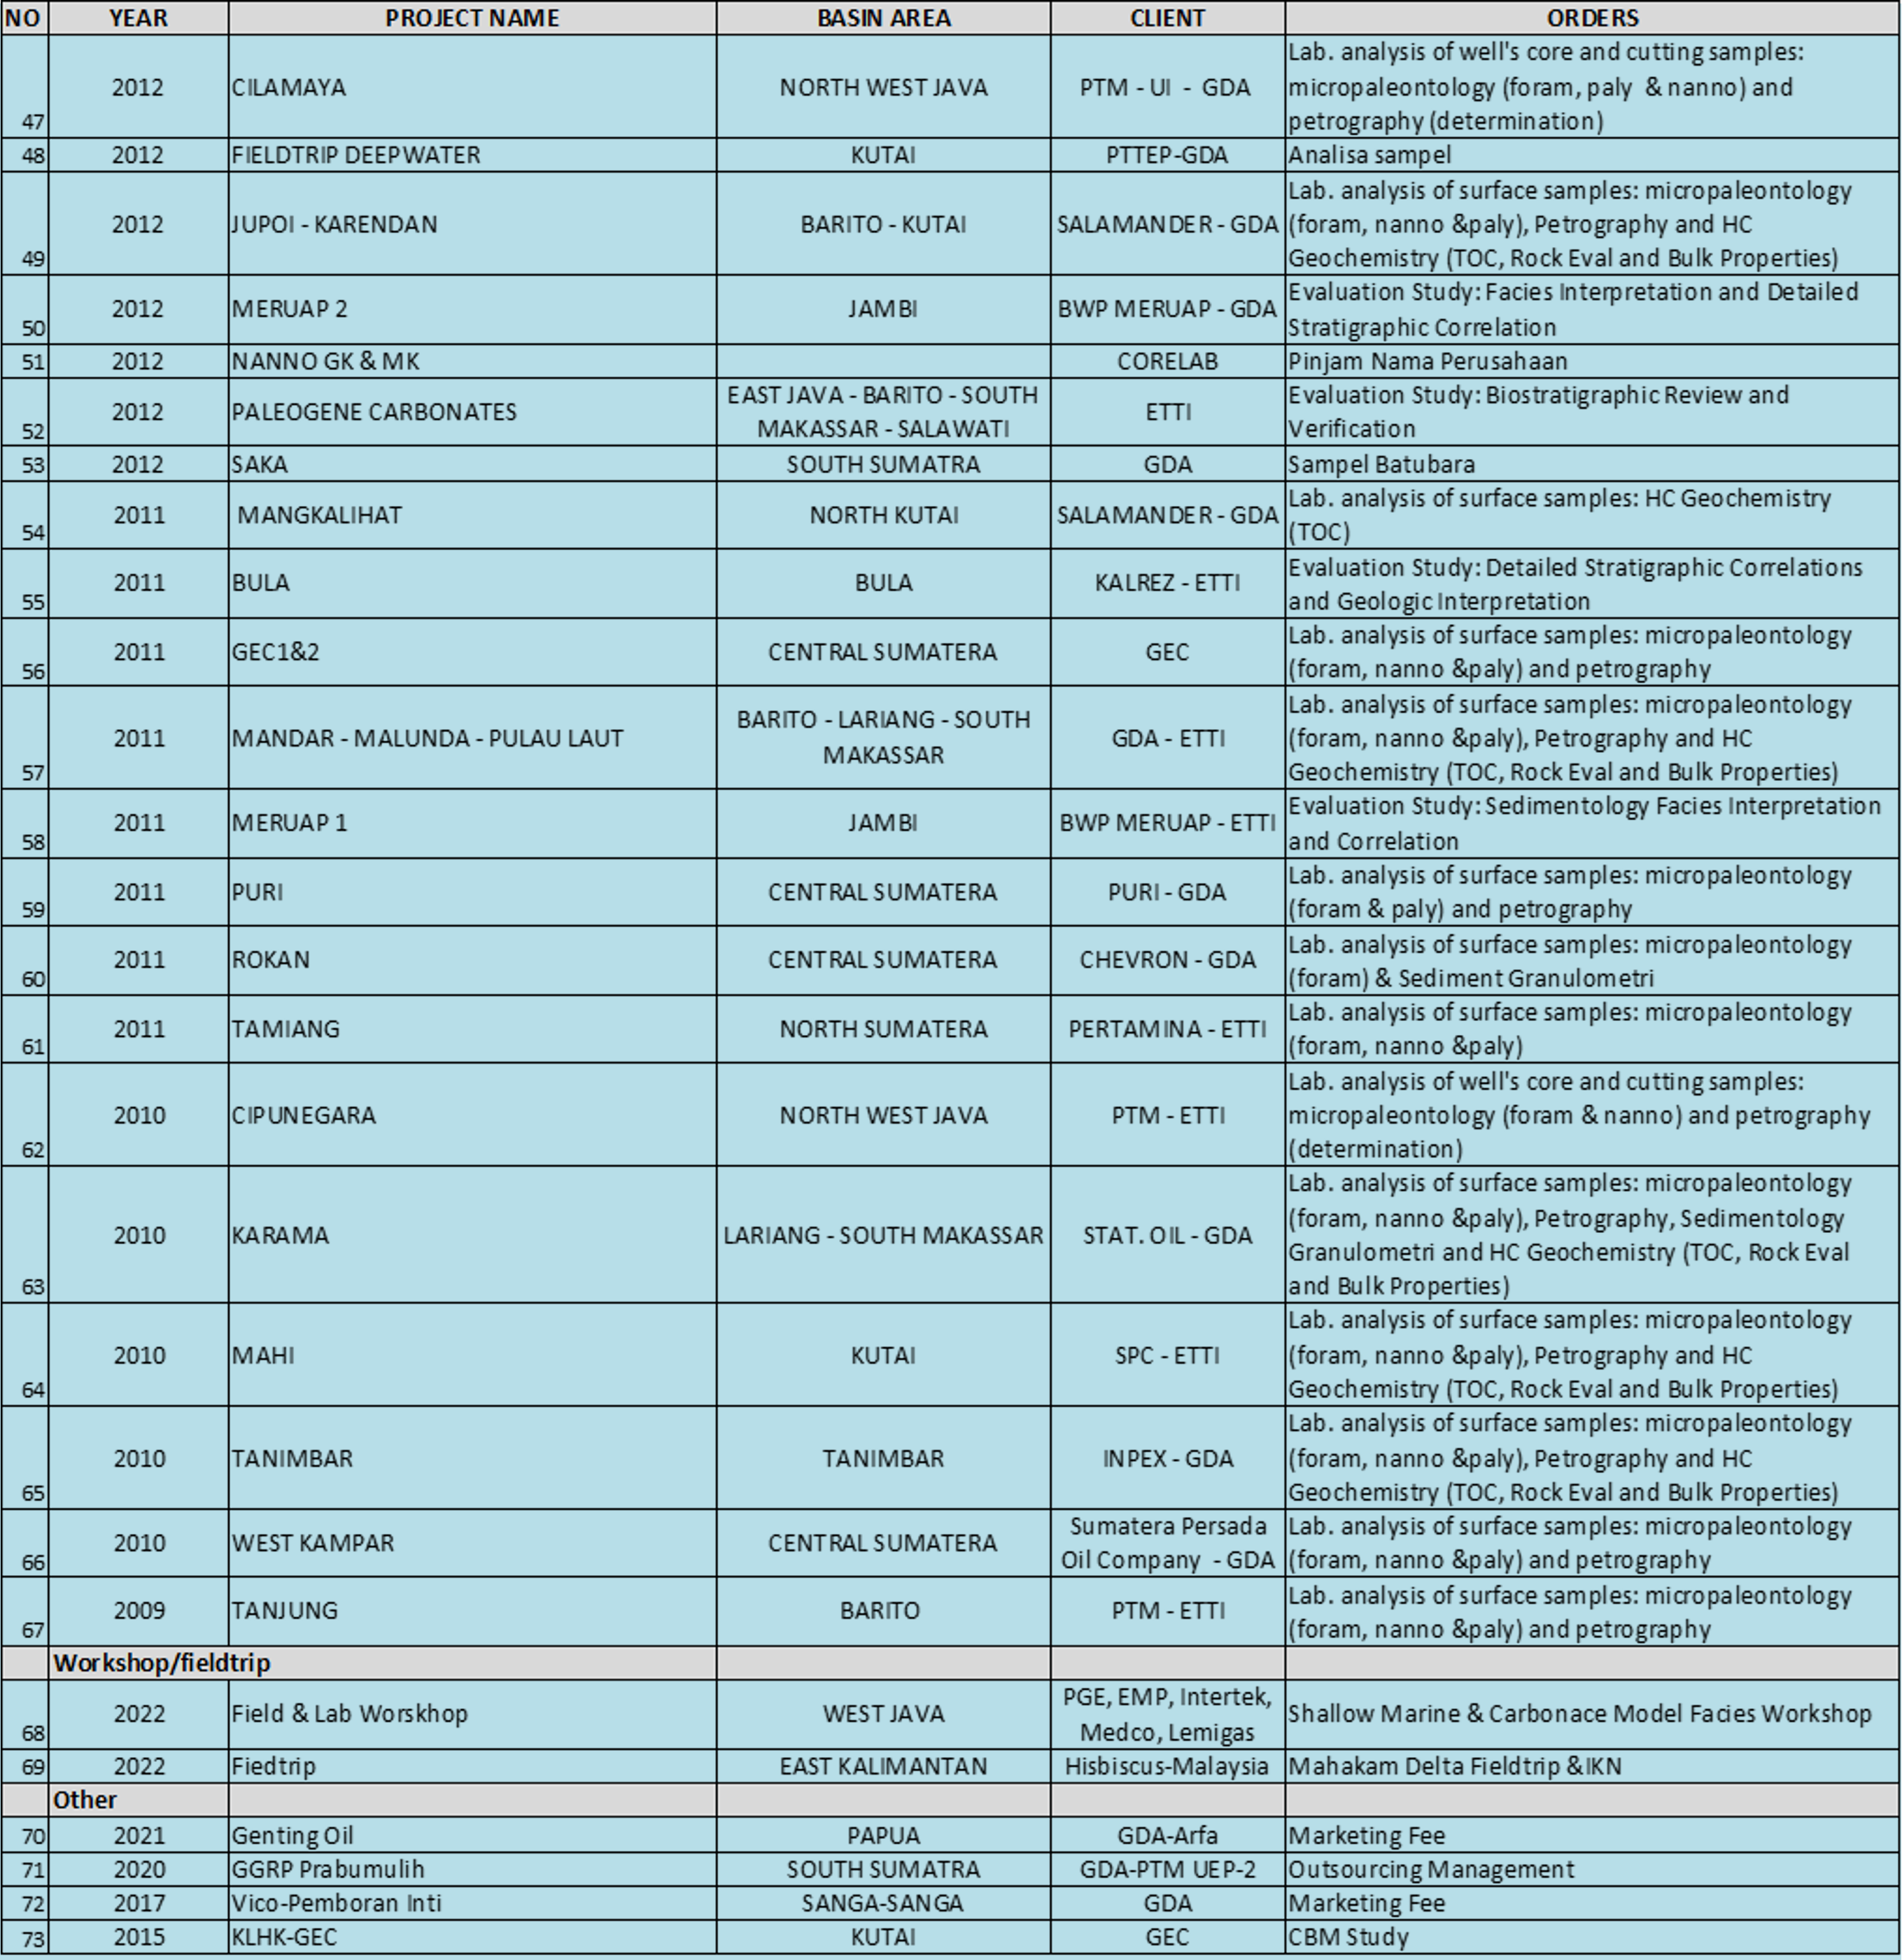 NO YEAR PROJECT NAME BASIN AREA CLIENT ORDERS
47 2012 CILAMAYA NORTH WEST JAVA PTM - UI - GDA Lab. analysis of well's core and cutting samples:
micropaleontology (foram, paly & nanno) and
petrography (determination)
48 2012 FIELDTRIP DEEPWATER KUTAI PTTEP-GDA Analisa sampel
49 2012 JUPOI - KARENDAN BARITO - KUTAI SALAMANDER - GDA Lab. analysis of surface samples: micropaleontology
(foram, nanno &paly), Petrography and HC
Geochemistry (TOC, Rock Eval and Bulk Properties)
50 2012 MERUAP 2 JAMBI BWP MERUAP - GDA Evaluation Study: Facies Interpretation and Detailed
Stratigraphic Correlation
51 2012 NANNO GK & MK CORELAB Pinjam Nama Perusahaan
52 2012 PALEOGENE CARBONATES EAST JAVA - BARITO - SOUTH
MAKASSAR - SALAWATI ETTI Evaluation Study: Biostratigraphic Review and
Verification
53 2012 SAKA SOUTH SUMATRA GDA Sampel Batubara
54 2011 MANGKALIHAT NORTH KUTAI SALAMANDER - GDA Lab. analysis of surface samples: HC Geochemistry
(TOC)
55 2011 BULA BULA KALREZ - ETTI Evaluation Study: Detailed Stratigraphic Correlations
and Geologic Interpretation
56 2011 GEC1&2 CENTRAL SUMATERA GEC Lab. analysis of surface samples: micropaleontology
(foram, nanno &paly) and petrography
57 2011 MANDAR - MALUNDA - PULAU LAUT BARITO - LARIANG - SOUTH
MAKASSAR GDA - ETTI Lab. analysis of surface samples: micropaleontology
(foram, nanno &paly), Petrography and HC
Geochemistry (TOC, Rock Eval and Bulk Properties)
58 2011 MERUAP 1 JAMBI BWP MERUAP - ETTI Evaluation Study: Sedimentology Facies Interpretation
and Correlation
59 2011 PURI CENTRAL SUMATERA PURI - GDA Lab. analysis of surface samples: micropaleontology
(foram & paly) and petrography
60 2011 ROKAN CENTRAL SUMATERA CHEVRON - GDA Lab. analysis of surface samples: micropaleontology
(foram) & Sediment Granulometri
61 2011 TAMIANG NORTH SUMATERA PERTAMINA - ETTI Lab. analysis of surface samples: micropaleontology
(foram, nanno &paly)
62 2010 CIPUNEGARA NORTH WEST JAVA PTM - ETTI Lab. analysis of well's core and cutting samples:
micropaleontology (foram & nanno) and petrography
(determination)
63 2010 KARAMA LARIANG - SOUTH MAKASSAR STAT. OIL - GDA Lab. analysis of surface samples: micropaleontology
(foram, nanno &paly), Petrography, Sedimentology
Granulometri and HC Geochemistry (TOC, Rock Eval
and Bulk Properties)
64 2010 MAHI KUTAI SPC - ETTI Lab. analysis of surface samples: micropaleontology
(foram, nanno &paly), Petrography and HC
Geochemistry (TOC, Rock Eval and Bulk Properties)
65 2010 TANIMBAR TANIMBAR INPEX - GDA Lab. analysis of surface samples: micropaleontology
(foram, nanno &paly), Petrography and HC
Geochemistry (TOC, Rock Eval and Bulk Properties)
66 2010 WEST KAMPAR CENTRAL SUMATERA Sumatera Persada
Oil Company - GDA Lab. analysis of surface samples: micropaleontology
(foram, nanno &paly) and petrography
67 2009 TANJUNG BARITO PTM - ETTI Lab. analysis of surface samples: micropaleontology
(foram, nanno &paly) and petrography
Workshop/fieldtrip
68 2022 Field & Lab Worskhop WEST JAVA PGE, EMP, Intertek,
Medco, Lemigas Shallow Marine & Carbonace Model Facies Workshop
69 2022 Fiedtrip EAST KALIMANTAN Hisbiscus-Malaysia Mahakam Delta Fieldtrip &IKN
Other
70 2021 Genting Oil PAPUA GDA-Arfa Marketing Fee
71 2020 GGRP Prabumulih SOUTH SUMATRA GDA-PTM UEP-2 Outsourcing Management
72 2017 Vico-Pemboran Inti SANGA-SANGA GDA Marketing Fee
73 2015 KLHK-GEC KUTAI GEC CBM Study